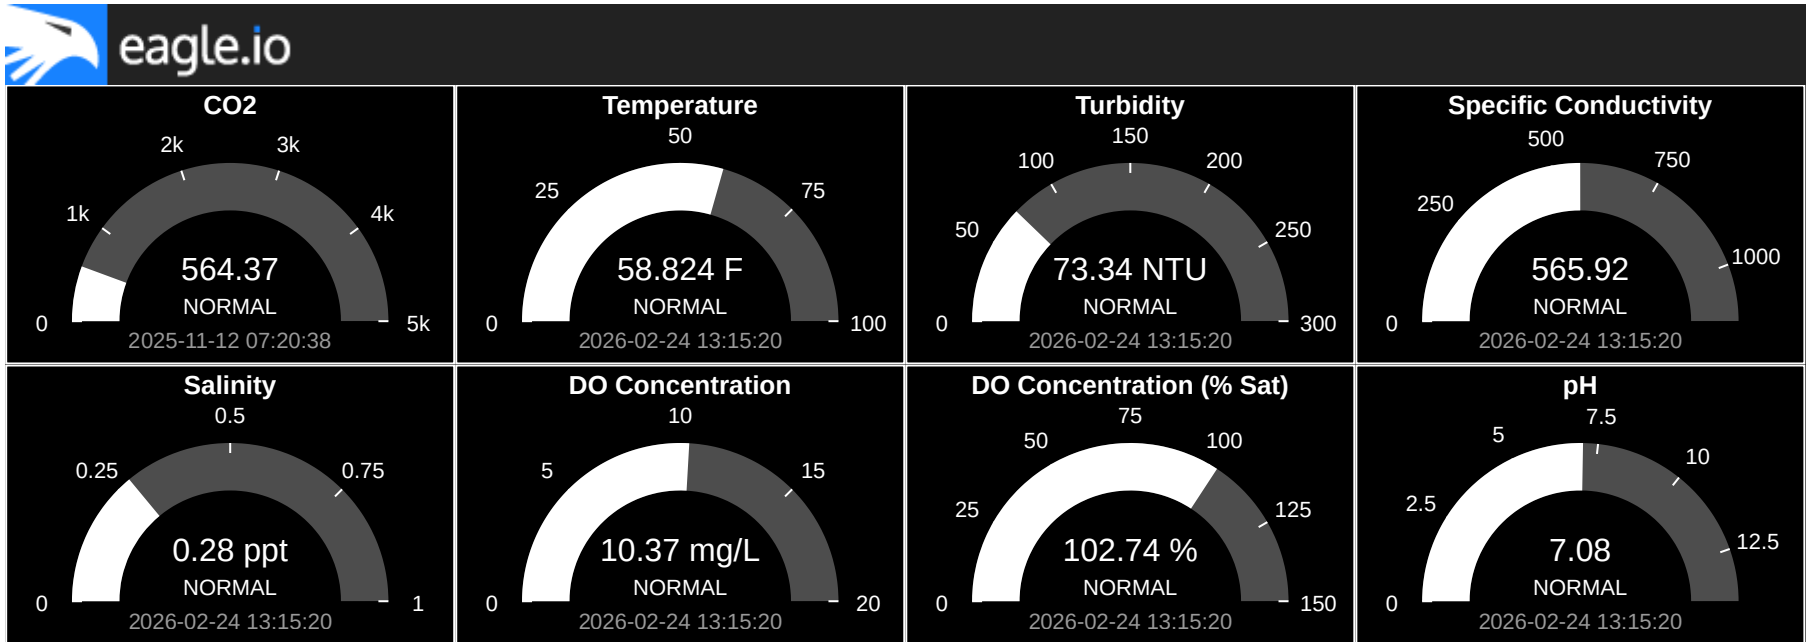 eagle.io
CO2
0
1k
2k
3k
4k
5k
564.37
NORMAL
2025-11-12 07:20:38
Temperature
0
25
50
75
100
58.824 F
NORMAL
2026-02-24 13:15:20
Turbidity
0
50
100
150
200
250
300
73.34 NTU
NORMAL
2026-02-24 13:15:20
Specific Conductivity
0
250
500
750
1000
565.92
NORMAL
2026-02-24 13:15:20
Salinity
0
0.25
0.5
0.75
1
0.28 ppt
NORMAL
2026-02-24 13:15:20
DO Concentration
0
5
10
15
20
10.37 mg/L
NORMAL
2026-02-24 13:15:20
DO Concentration (% Sat)
0
25
50
75
100
125
150
102.74 %
NORMAL
2026-02-24 13:15:20
pH
0
2.5
5
7.5
10
12.5
7.08
NORMAL
2026-02-24 13:15:20